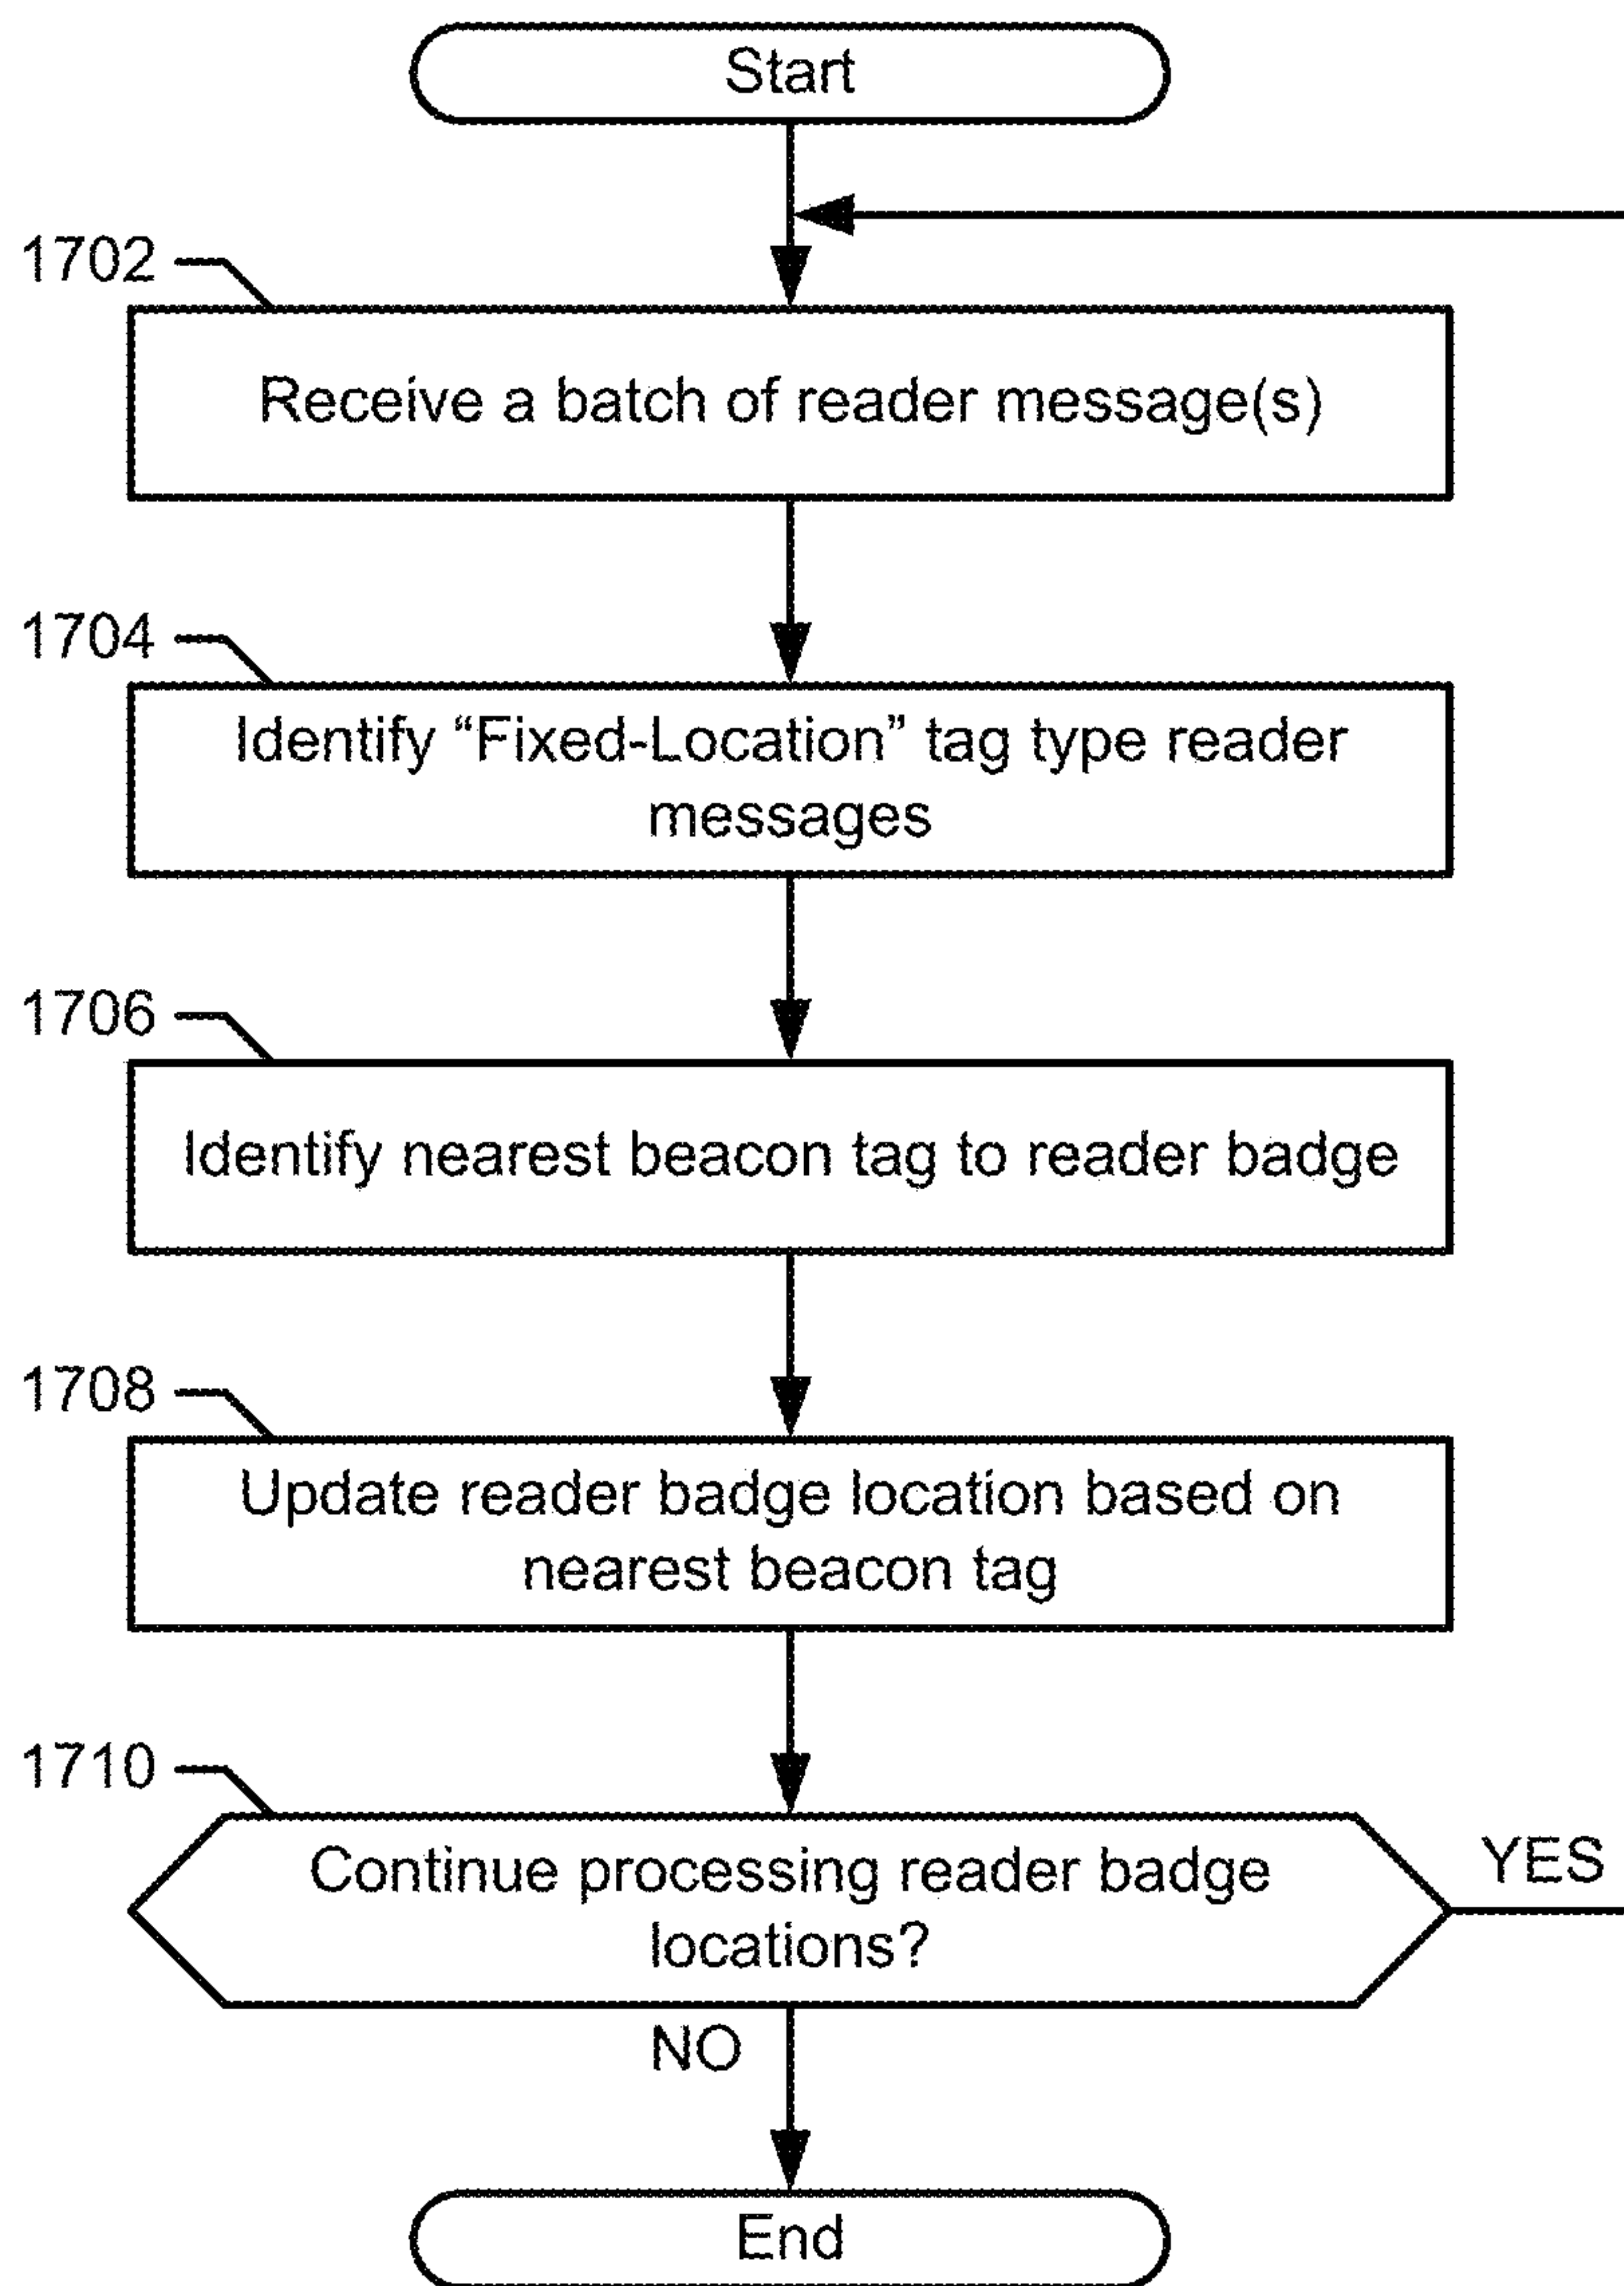 Start
1702
Receive a batch of reader message(s)
1704
Identify “Fixed-Location” tag type reader
messages
1706
Identify nearest beacon tag to reader badge
1708
Update reader badge location based on
nearest beacon tag
1710
Continue processing reader badge
locations?
YES
NO
End